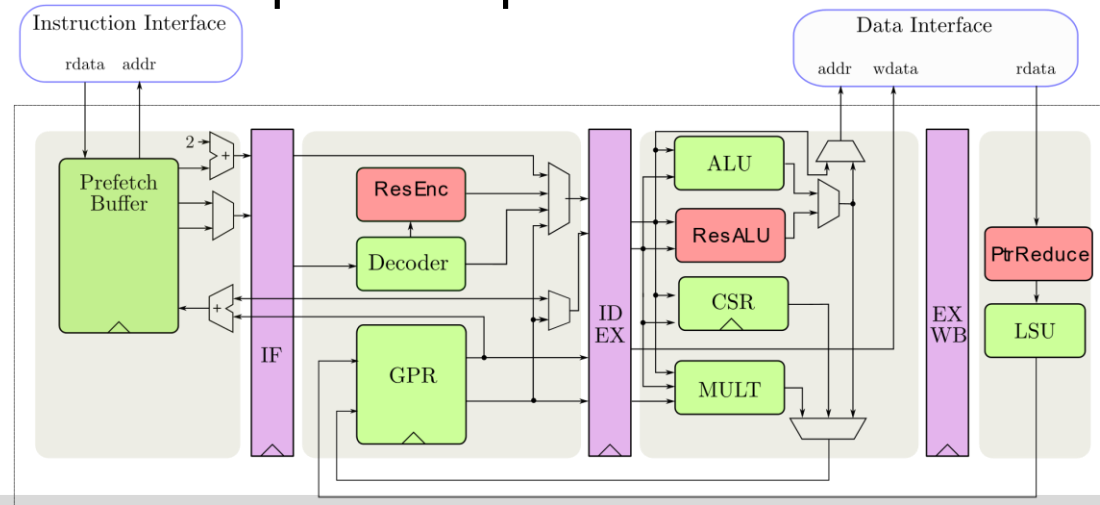 Instruction Interface
rdata addr
Data Interface
addr wdata rdata
2
+
Prefetch
Buffer
+
IF
ResEnc
Decoder
GPR
ID
EX
ALU
ResALU
CSR
MULT
EX
WB
PtrReduce
LSU